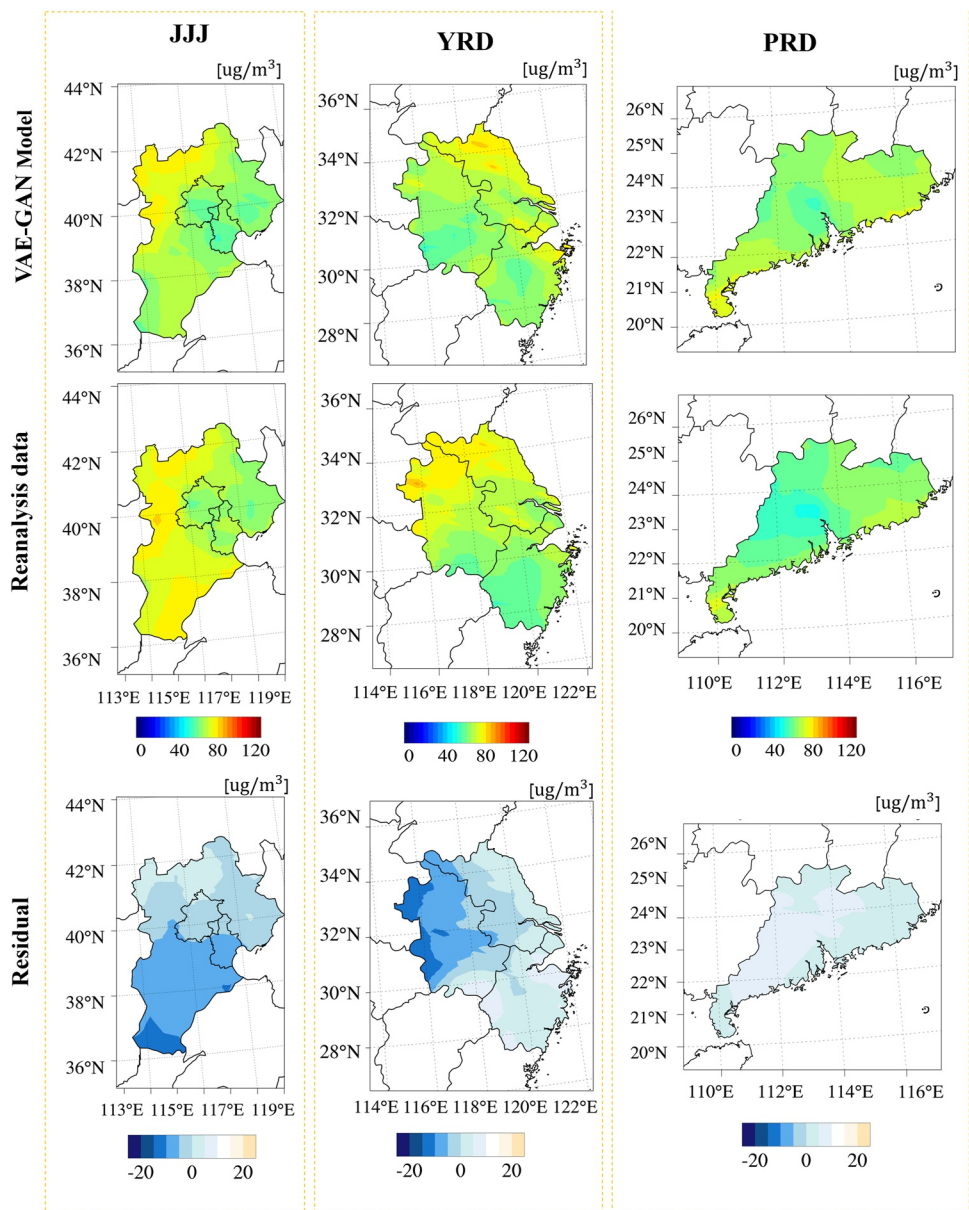 JJJ
YRD
PRD
[ug/m³]
[ug/m³]
[ug/m³]
VAE-GAN Model
44°N
42°N
40°N
38°N
36°N
36°N
34°N
32°N
30°N
28°N
26°N
25°N
24°N
23°N
22°N
21°N
20°N
Reanalysis data
44°N
42°N
40°N
38°N
36°N
113°E 115°E 117°E 119°E
36°N
34°N
32°N
30°N
28°N
114°E 116°E 118°E 120°E 122°E
26°N
25°N
24°N
23°N
22°N
21°N
20°N
110°E 112°E 114°E 116°E
0 40 80 120
0 40 80 120
0 40 80 120
[ug/m³]
[ug/m³]
[ug/m³]
Residual
44°N
42°N
40°N
38°N
36°N
113°E 115°E 117°E 119°E
36°N
34°N
32°N
30°N
28°N
114°E 116°E 118°E 120°E 122°E
26°N
25°N
24°N
23°N
22°N
21°N
20°N
110°E 112°E 114°E 116°E
-20 0 20
-20 0 20
-20 0 20